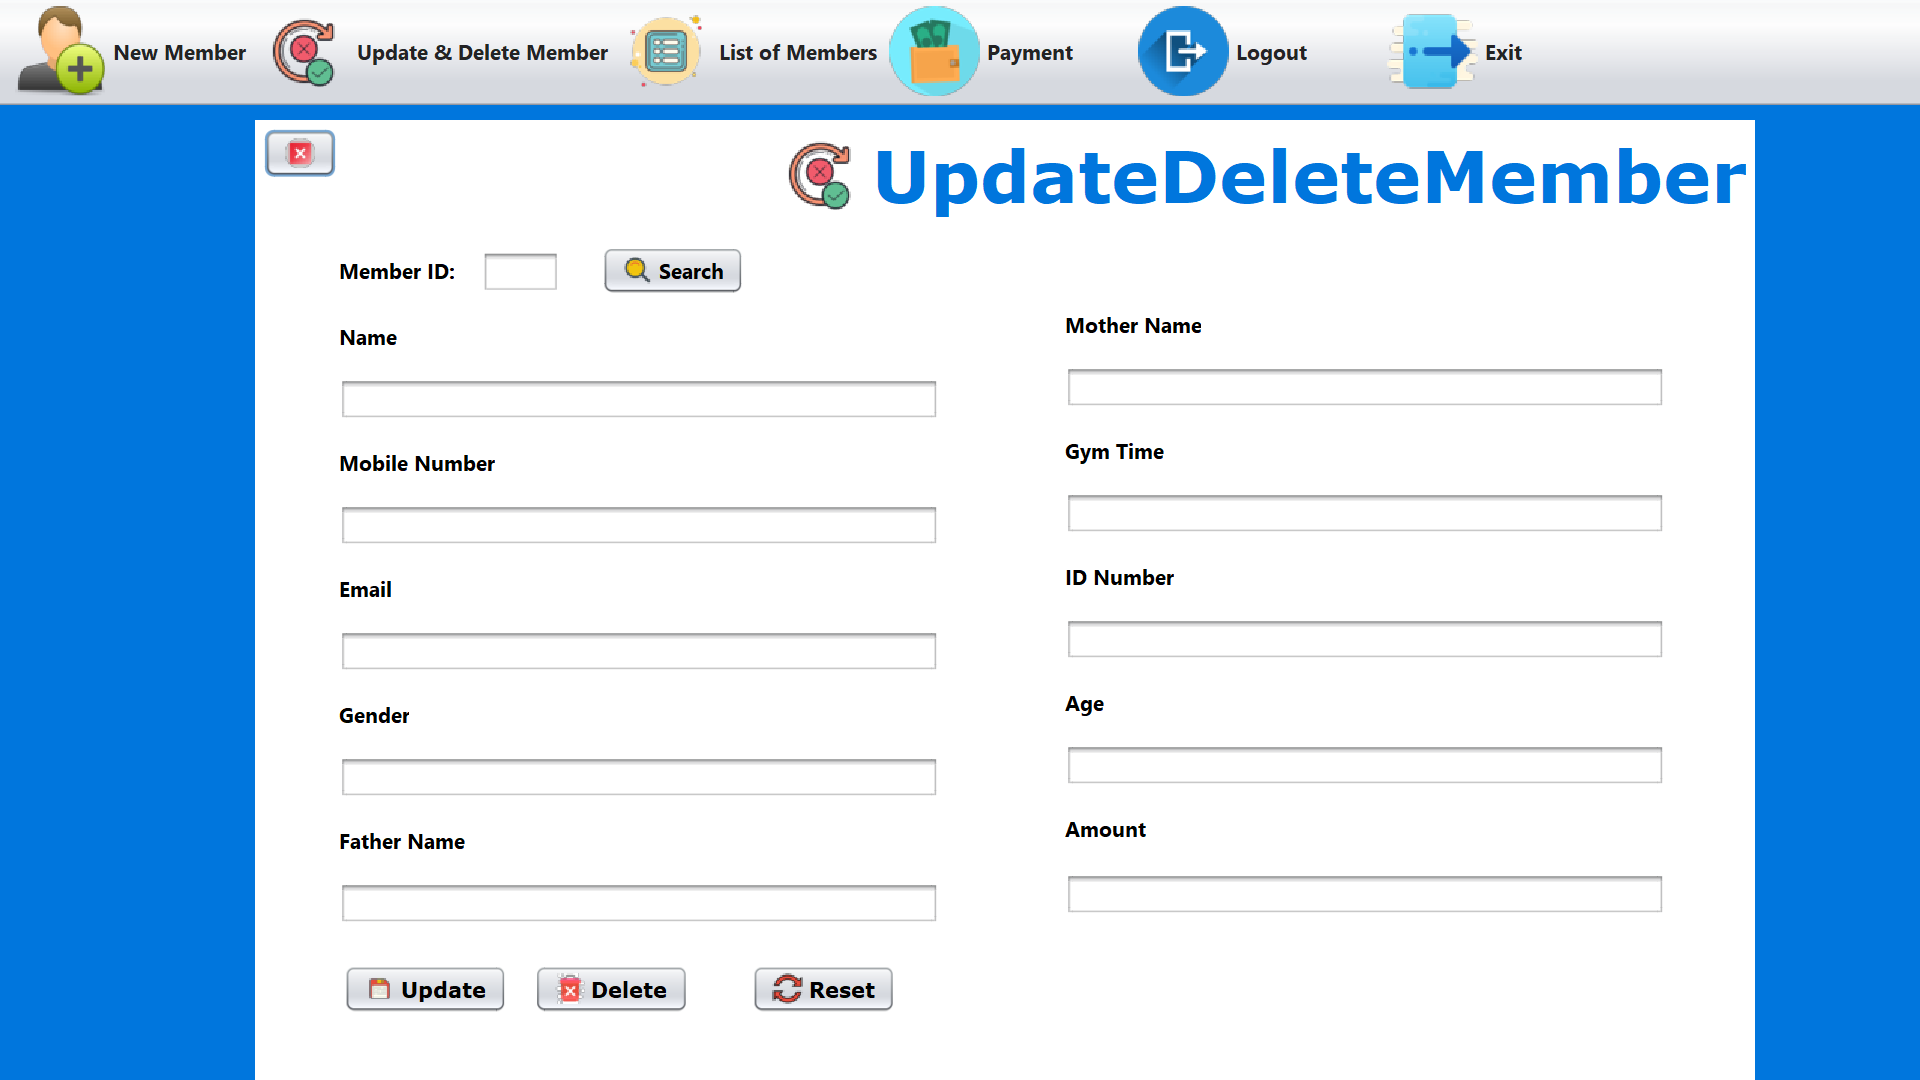 New Member
Update & Delete Member
List of Members
Payment
Logout
Exit
UpdateDeleteMember
Member ID:
Search
Name
Mobile Number
Email
Gender
Father Name
Mother Name
Gym Time
ID Number
Age
Amount
Update
Delete
Reset